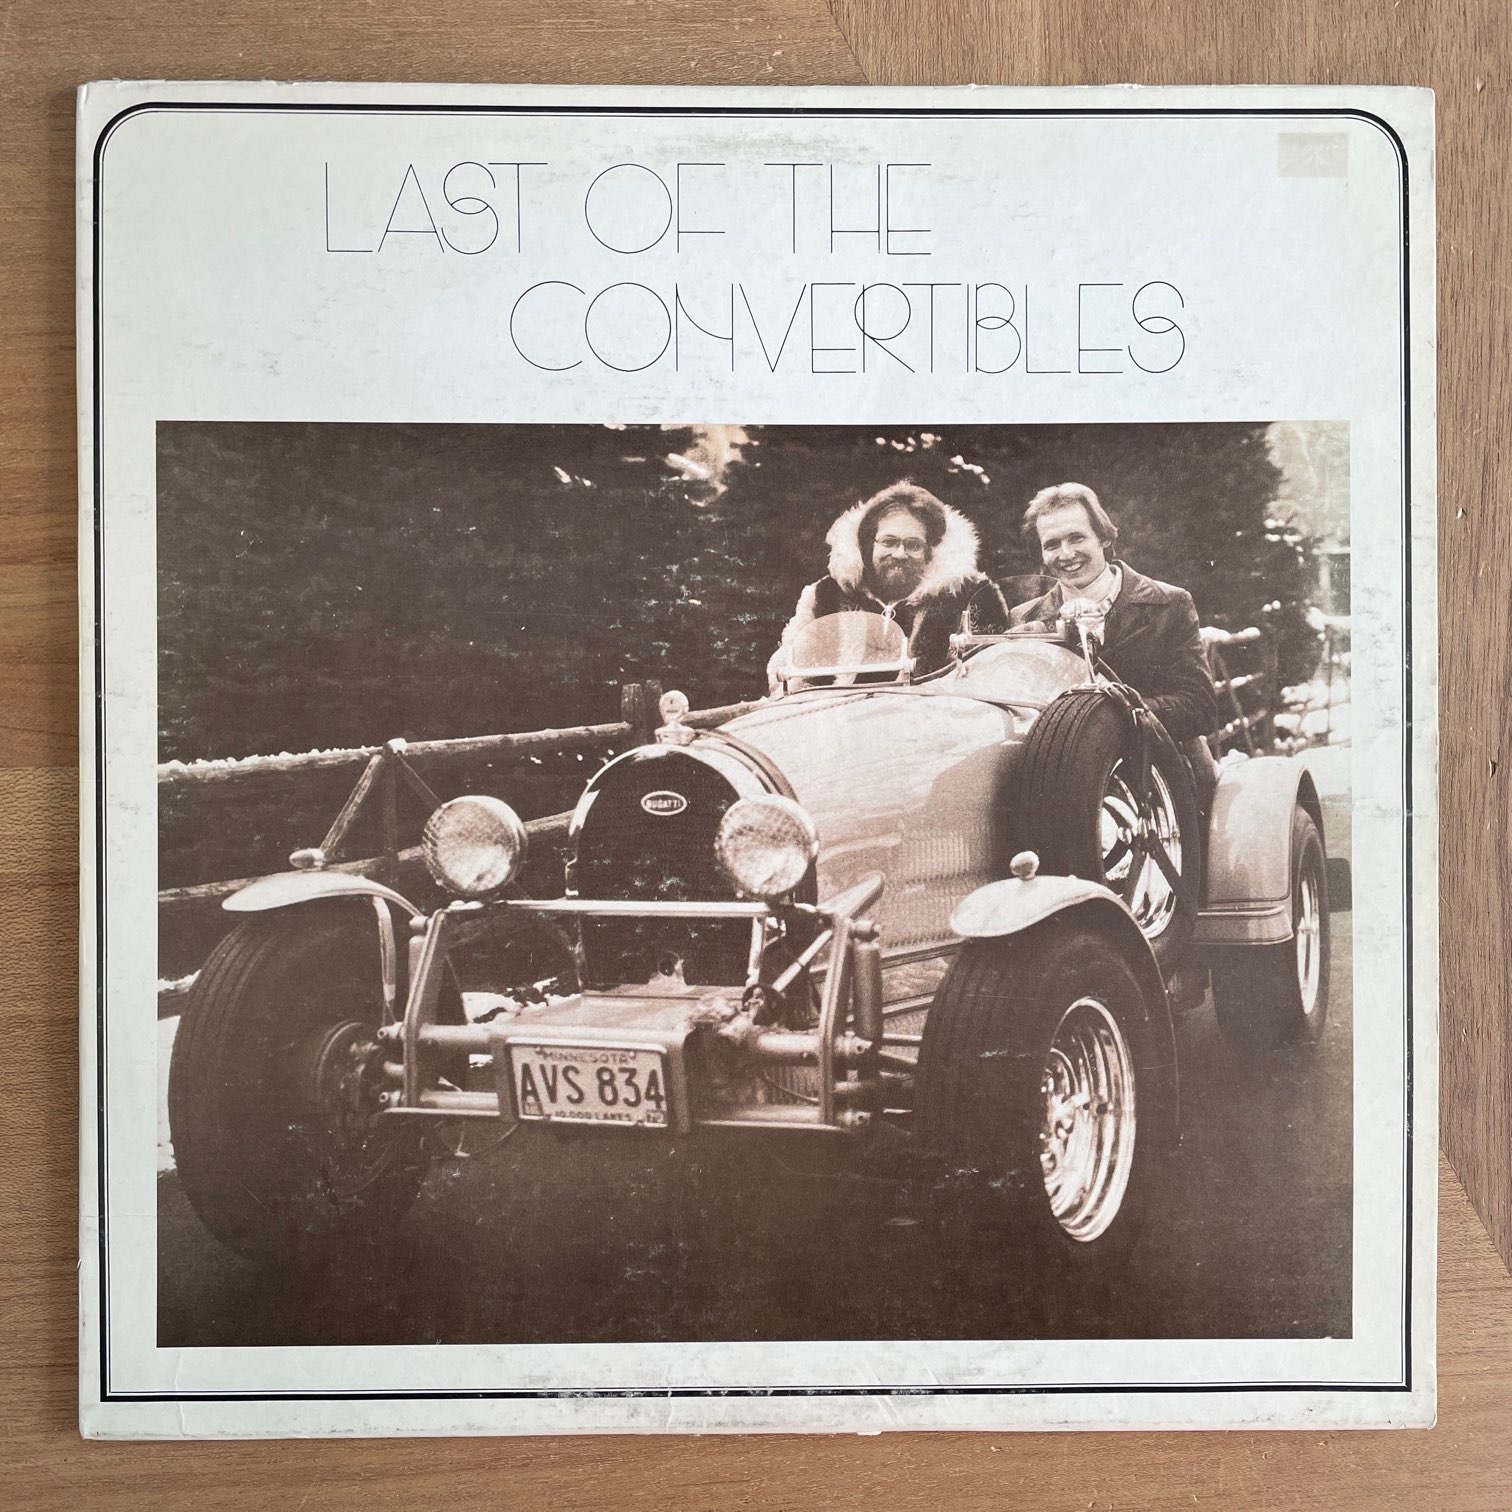 LAST OF THE
CONVERTIBLES
BUGATTI
MINNESOTA
AVS 834
10,000 LAKES